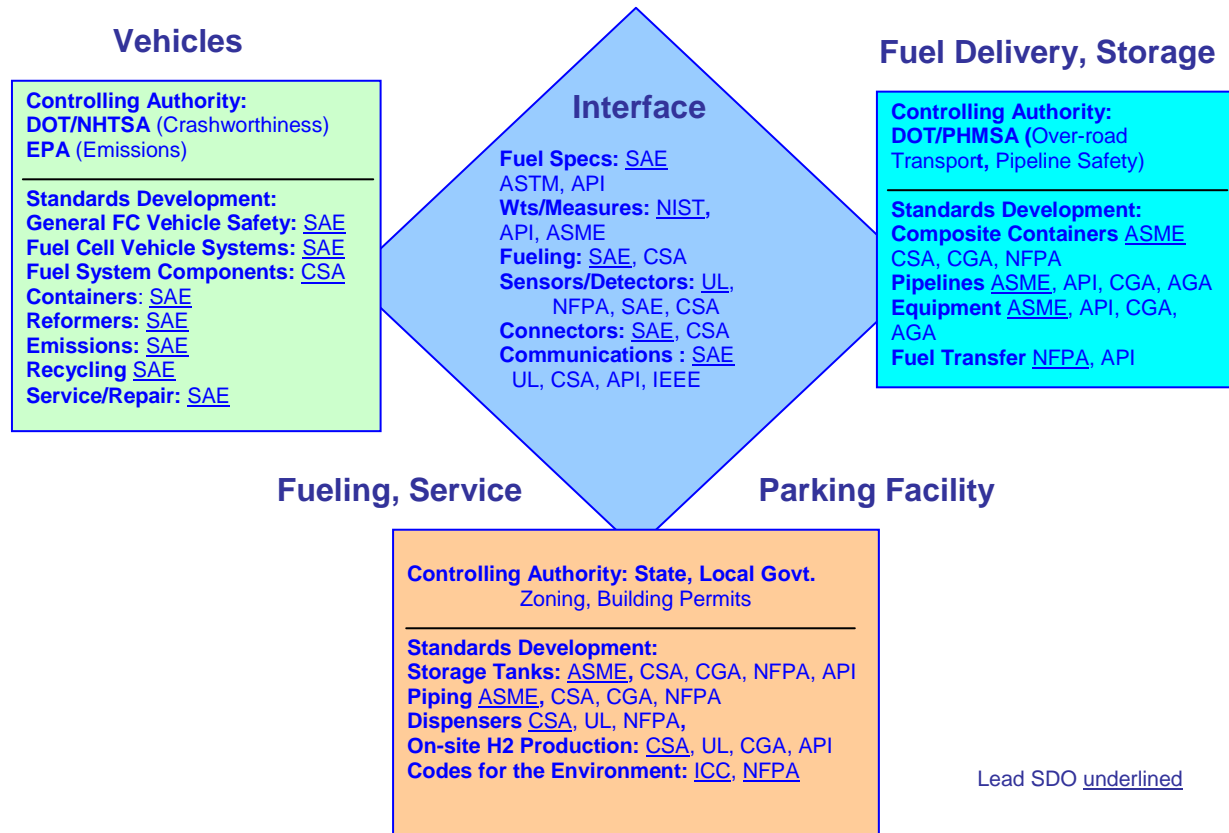 Vehicles
Controlling Authority:
DOT/NHTSA (Crashworthiness)
EPA (Emissions)
Standards Development:
General FC Vehicle Safety: SAE
Fuel Cell Vehicle Systems: SAE
Fuel System Components: CSA
Containers: SAE
Reformers: SAE
Emissions: SAE
Recycling SAE
Service/Repair: SAE
Interface
Fuel Specs: SAE
ASTM, API
Wts/Measures: NIST,
API, ASME
Fueling: SAE, CSA
Sensors/Detectors: UL,
NFPA, SAE, CSA
Connectors: SAE, CSA
Communications : SAE
UL, CSA, API, IEEE
Fuel Delivery, Storage
Controlling Authority:
DOT/PHMSA (Over-road
Transport, Pipeline Safety)
Standards Development:
Composite Containers ASME
CSA, CGA, NFPA
Pipelines ASME, API, CGA, AGA
Equipment ASME, API, CGA,
AGA
Fuel Transfer NFPA, API
Fueling, Service
Parking Facility
Controlling Authority: State, Local Govt.
Zoning, Building Permits
Standards Development:
Storage Tanks: ASME, CSA, CGA, NFPA, API
Piping ASME, CSA, CGA, NFPA
Dispensers CSA, UL, NFPA,
On-site H2 Production: CSA, UL, CGA, API
Codes for the Environment: ICC, NFPA
Lead SDO underlined